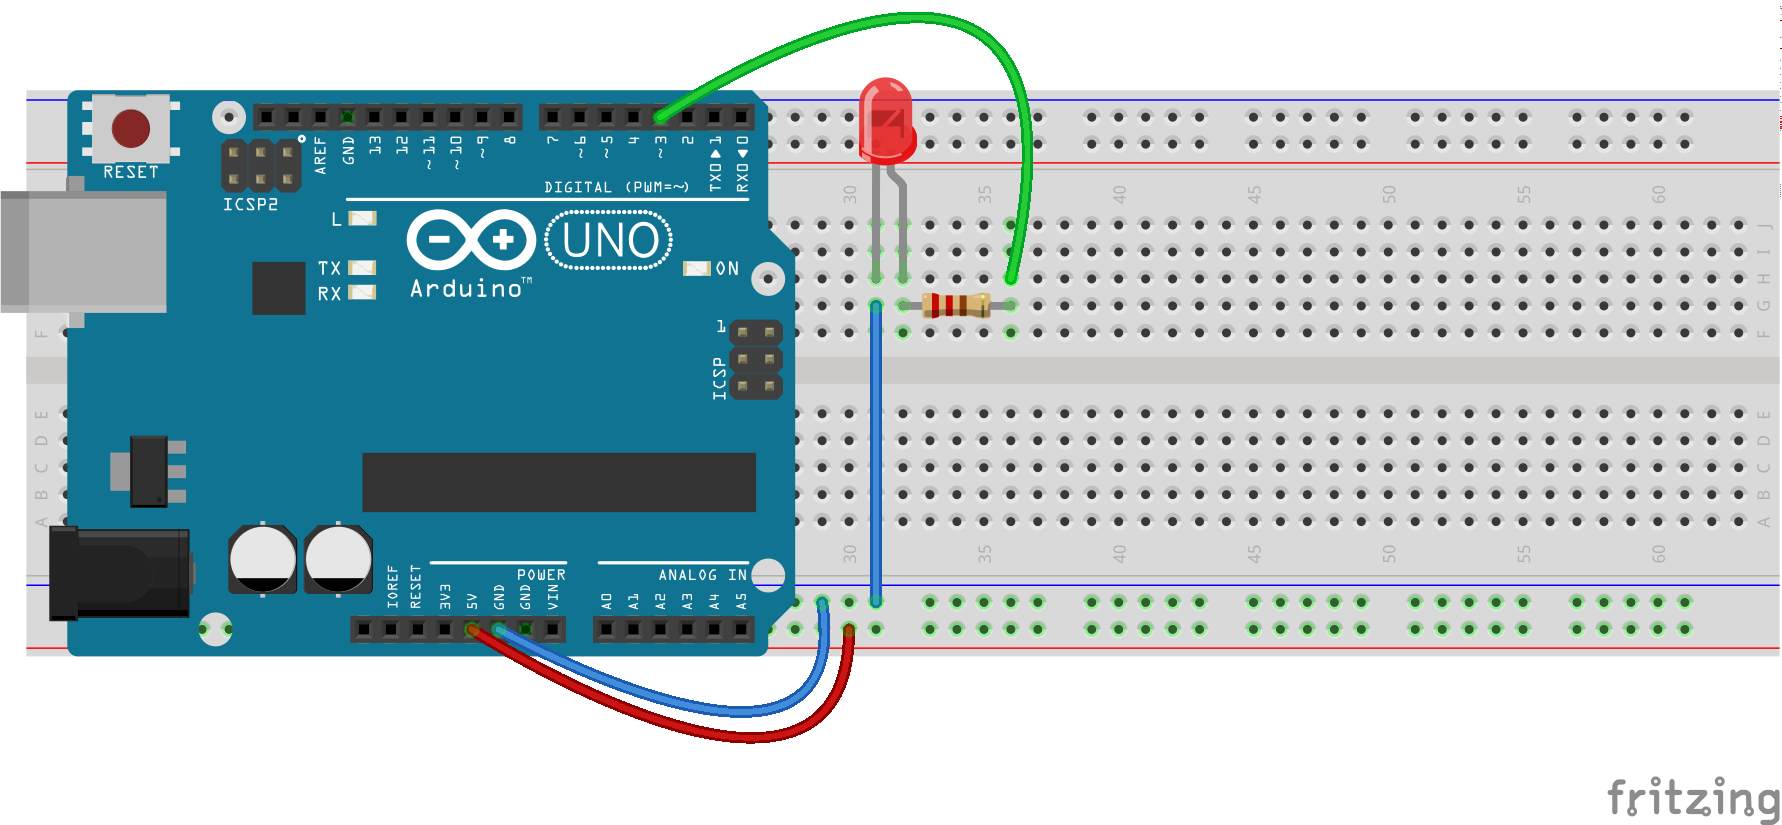 RESET
ICSP2
AREF
GND
13
12
~11
~10
~9
8
7
~6
~5
4
~3
2
TX0▶1
RX0◀0
DIGITAL (PWM=~)
L
TX
RX
Arduino™
UNO
ON
1
ICSP
IOREF
RESET
3V3
5V
GND
GND
VIN
POWER
ANALOG IN
A0
A1
A2
A3
A4
A5
30 35 40 45 50 55 60
J
I
H
G
F
F
E
D
C
B
A
E
D
C
B
A
30 35 40 45 50 55 60
fritzing